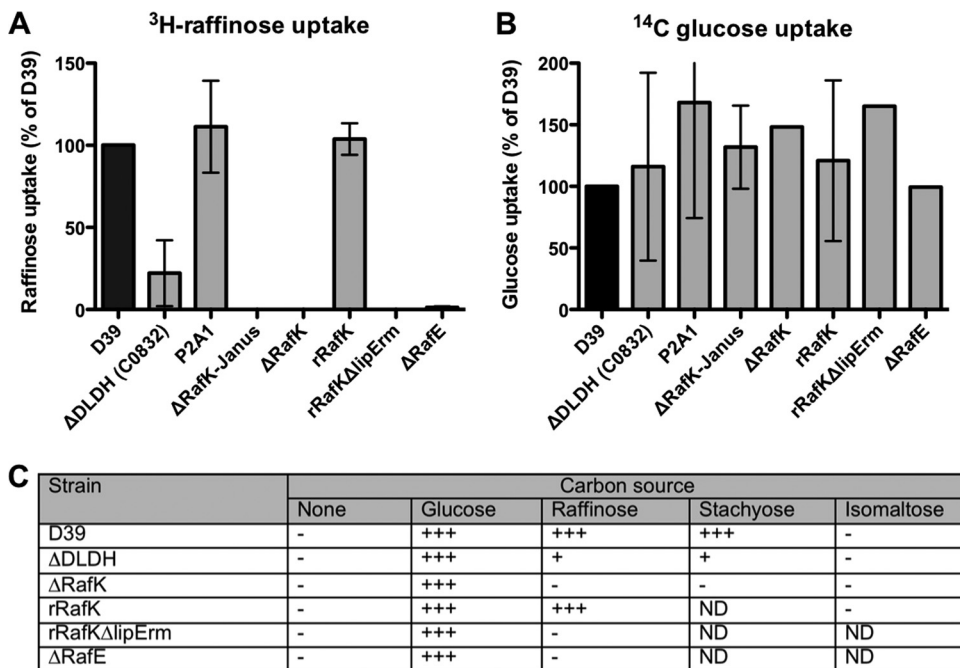 A
³H-raffinose uptake
Raffinose uptake (% of D39)
150
100
50
0
D39
ΔDLDH (C0832)
P2A1
ΔRafK-Janus
ΔRafK
rRafK
rRafKΔlipErm
ΔRafE
B
¹⁴C glucose uptake
Glucose uptake (% of D39)
200
150
100
50
0
D39
ΔDLDH (C0832)
P2A1
ΔRafK-Janus
ΔRafK
rRafK
rRafKΔlipErm
ΔRafE
C
Strain Carbon source
None Glucose Raffinose Stachyose Isomaltose
D39 - +++ +++ +++ -
ΔDLDH - +++ + + -
ΔRafK - +++ - - -
rRafK - +++ +++ ND -
rRafKΔlipErm - +++ - ND ND
ΔRafE - +++ - ND ND